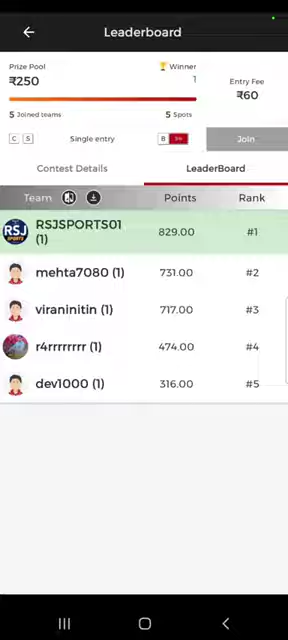 Leaderboard
Prize Pool
🏆 Winner
₹250
1
Entry Fee
₹60
5 Joined teams
5 Spots
C S
Single entry
B
Join
Contest Details
LeaderBoard
Team
Points
Rank
RSJ
SPORTS
RSJSPORTS01
(1)
829.00
#1
mehta7080 (1)
731.00
#2
viraninitin (1)
717.00
#3
r4rrrrrrrr (1)
474.00
#4
dev1000 (1)
316.00
#5